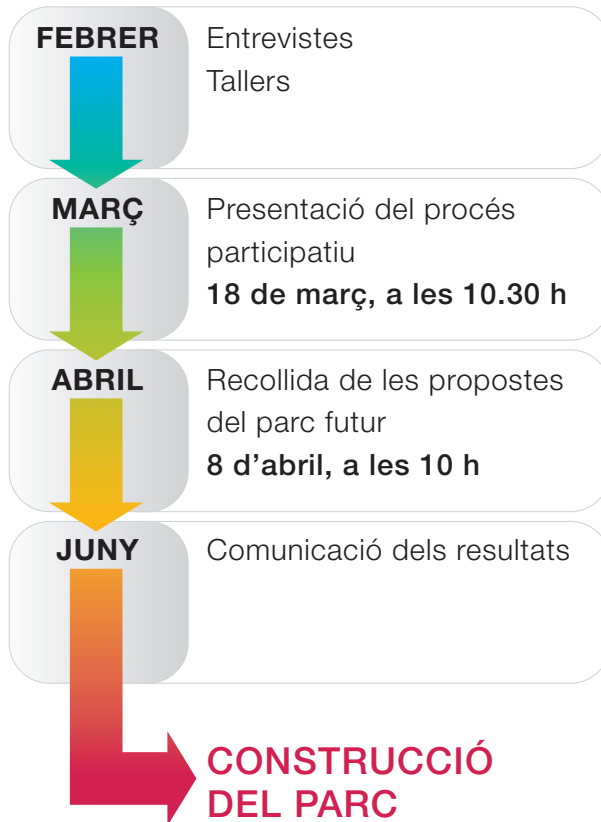 FEBRER
Entrevistes
Tallers
MARÇ
Presentació del procés
participatiu
18 de març, a les 10.30 h
ABRIL
Recollida de les propostes
del parc futur
8 d’abril, a les 10 h
JUNY
Comunicació dels resultats
CONSTRUCCIÓ
DEL PARC